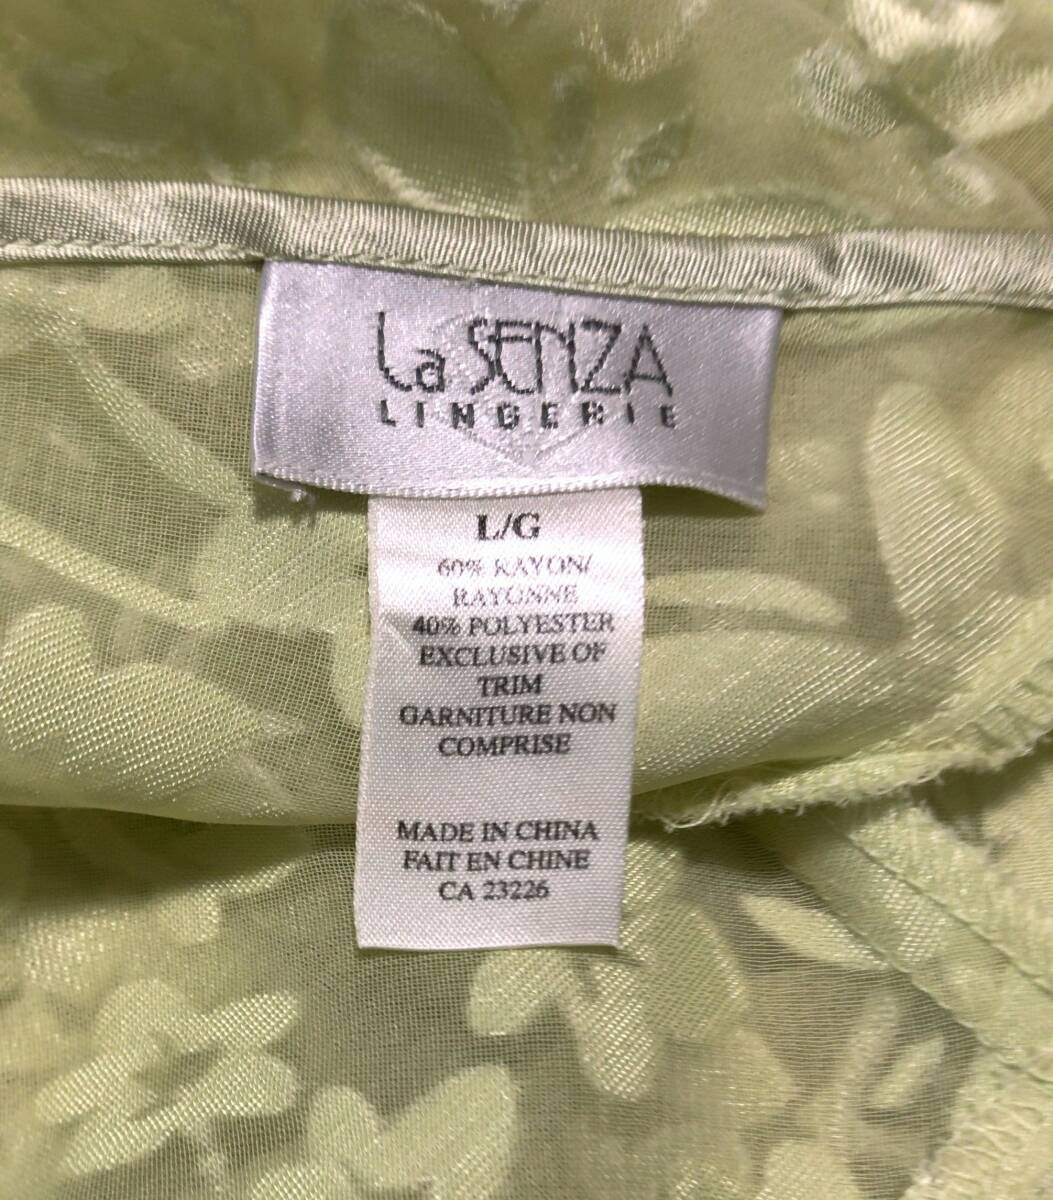 La SENZA
LINGERIE
L/G
60% RAYON/
RAYONNE
40% POLYESTER
EXCLUSIVE OF
TRIM
GARNITURE NON
COMPRISE
MADE IN CHINA
FAIT EN CHINE
CA 23226